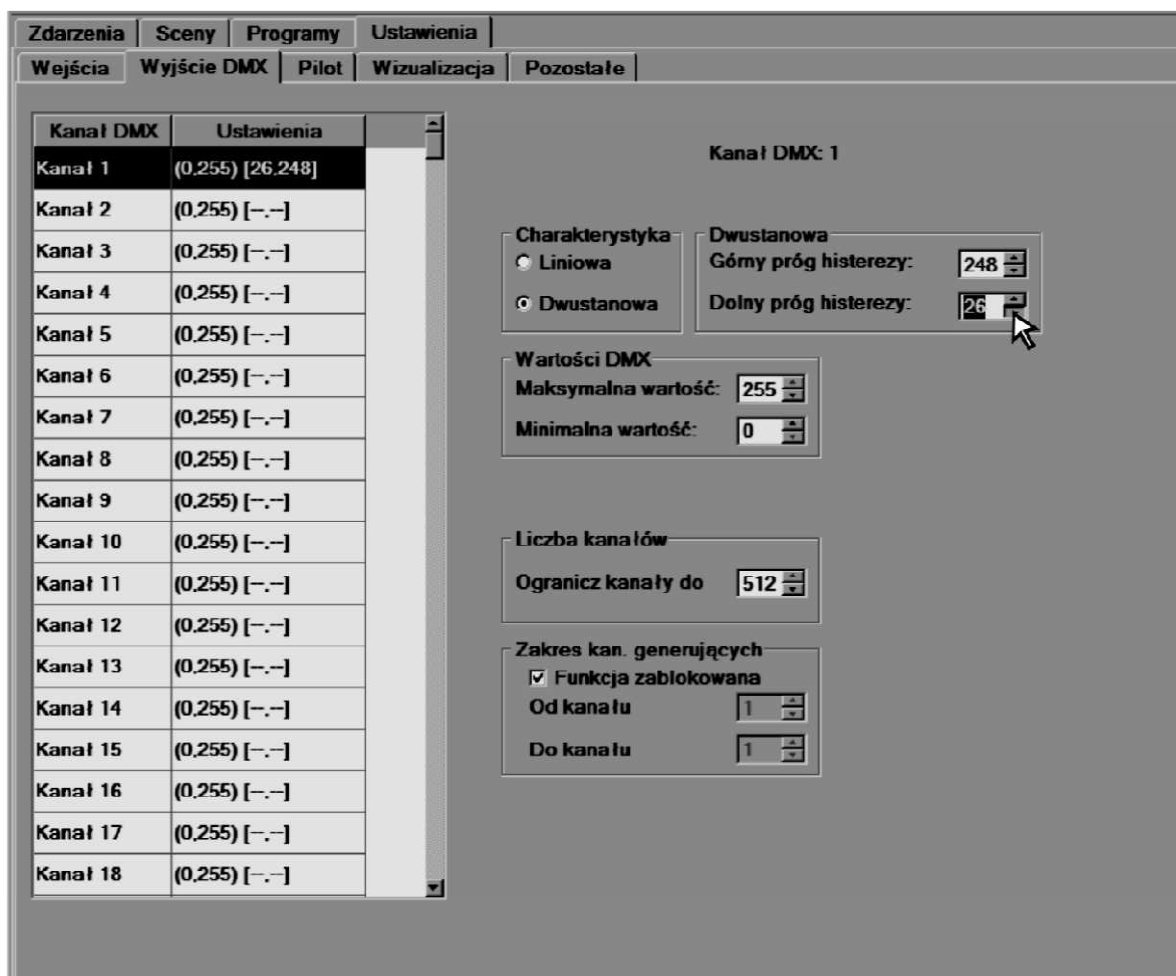 Zdarzenia Sceny Programy Ustawienia
Wejścia Wyjście DMX Pilot Wizualizacja Pozostałe
Kanał DMX Ustawienia
Kanał 1 (0,255) [26,248]
Kanał 2 (0,255) [--,--]
Kanał 3 (0,255) [--,--]
Kanał 4 (0,255) [--,--]
Kanał 5 (0,255) [--,--]
Kanał 6 (0,255) [--,--]
Kanał 7 (0,255) [--,--]
Kanał 8 (0,255) [--,--]
Kanał 9 (0,255) [--,--]
Kanał 10 (0,255) [--,--]
Kanał 11 (0,255) [--,--]
Kanał 12 (0,255) [--,--]
Kanał 13 (0,255) [--,--]
Kanał 14 (0,255) [--,--]
Kanał 15 (0,255) [--,--]
Kanał 16 (0,255) [--,--]
Kanał 17 (0,255) [--,--]
Kanał 18 (0,255) [--,--]
Kanał DMX: 1
Charakterystyka
Liniowa
Dwustanowa
Dwustanowa
Górny próg histerezy: 248
Dolny próg histerezy: 26
Wartości DMX
Maksymalna wartość: 255
Minimalna wartość: 0
Liczba kanałów
Ogranicz kanały do 512
Zakres kan. generujących
Funkcja zablokowana
Od kanału 1
Do kanału 1